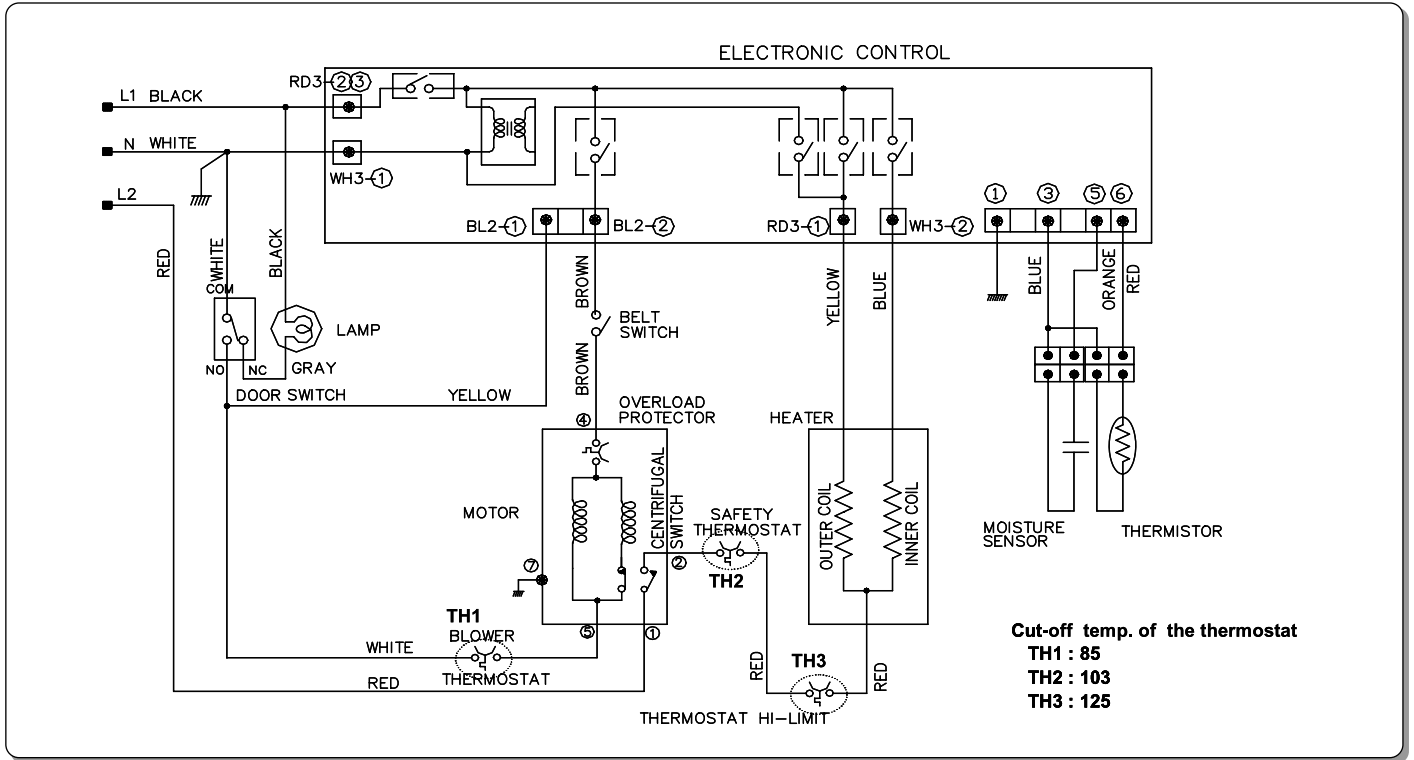 ELECTRONIC CONTROL
RD3-②③
L1 BLACK
N WHITE
WH3-①
L2
BL2-①
BL2-②
RD3-①
WH3-②
①
③
⑤
⑥
RED
WHITE
BLACK
BROWN
YELLOW
BLUE
BLUE
ORANGE
RED
COM
LAMP
BELT
SWITCH
NO
NC
GRAY
DOOR SWITCH
YELLOW
BROWN
OVERLOAD
PROTECTOR
④
HEATER
MOTOR
CENTRIFUGAL
SWITCH
SAFETY
THERMOSTAT
TH2
OUTER COIL
INNER COIL
MOISTURE
SENSOR
THERMISTOR
⑦
②
⑤
①
TH1
BLOWER
THERMOSTAT
WHITE
RED
RED
TH3
RED
THERMOSTAT HI-LIMIT
Cut-off temp. of the thermostat
TH1 : 85
TH2 : 103
TH3 : 125